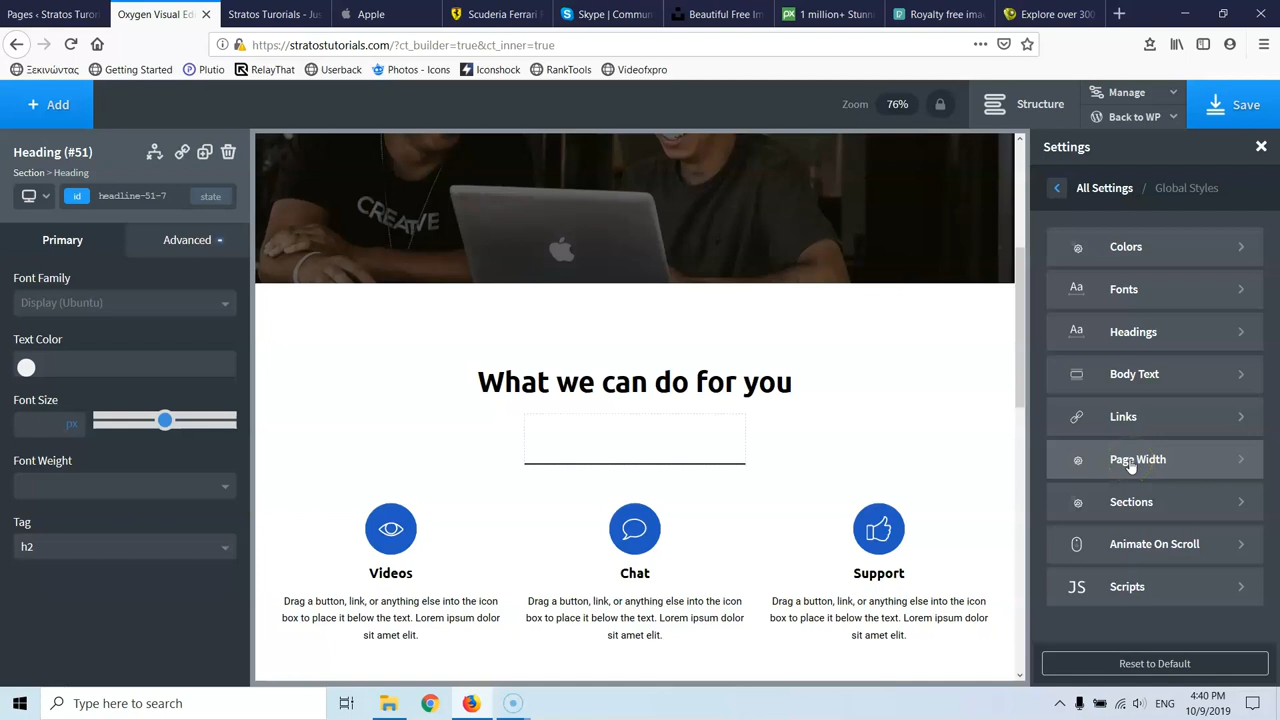 Pages ‹ Stratos Turorials
Oxygen Visual Ed
Stratos Turorials - Jus
Apple
Scuderia Ferrari
Skype | Commun
Beautiful Free Im
1 million+ Stunn
Royalty free ima
Explore over 300
https://stratostutorials.com/?ct_builder=true&ct_inner=true
Ξεκινώντας
Getting Started
Plutio
RelayThat
Userback
Photos - Icons
Iconshock
RankTools
Videofxpro
+ Add
Zoom
76%
Structure
Manage
Back to WP
Save
Heading (#51)
Section > Heading
id
headline-51-7
state
Primary
Advanced
Font Family
Display (Ubuntu)
Text Color
Font Size
px
Font Weight
Tag
h2
CREATIVE
What we can do for you
Videos
Chat
Support
Drag a button, link, or anything else into the icon
box to place it below the text. Lorem ipsum dolor
sit amet elit.
Drag a button, link, or anything else into the icon
box to place it below the text. Lorem ipsum dolor
sit amet elit.
Drag a button, link, or anything else into the icon
box to place it below the text. Lorem ipsum dolor
sit amet elit.
Settings
All Settings / Global Styles
Colors
Aa Fonts
Aa Headings
Body Text
Links
Page Width
Sections
Animate On Scroll
JS Scripts
Reset to Default
Type here to search
ENG
4:40 PM
10/9/2019